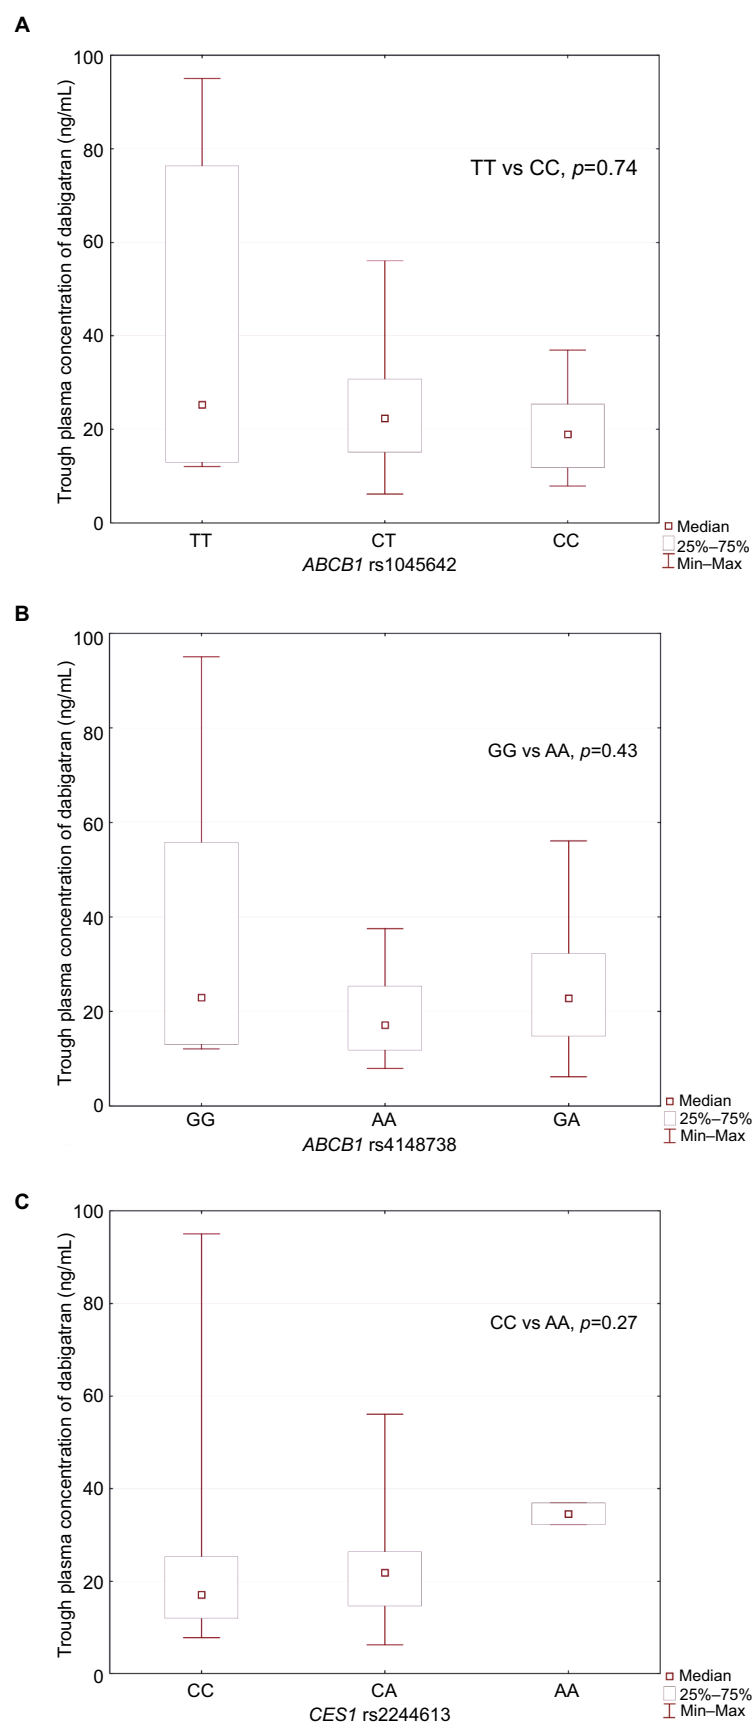 A
Trough plasma concentration of dabigatran (ng/mL)
100
80
60
40
20
0
TT vs CC, p=0.74
TT CT CC
ABCB1 rs1045642
Median
25%–75%
Min–Max
B
Trough plasma concentration of dabigatran (ng/mL)
100
80
60
40
20
0
GG vs AA, p=0.43
GG AA GA
ABCB1 rs4148738
Median
25%–75%
Min–Max
C
Trough plasma concentration of dabigatran (ng/mL)
100
80
60
40
20
0
CC vs AA, p=0.27
CC CA AA
CES1 rs2244613
Median
25%–75%
Min–Max